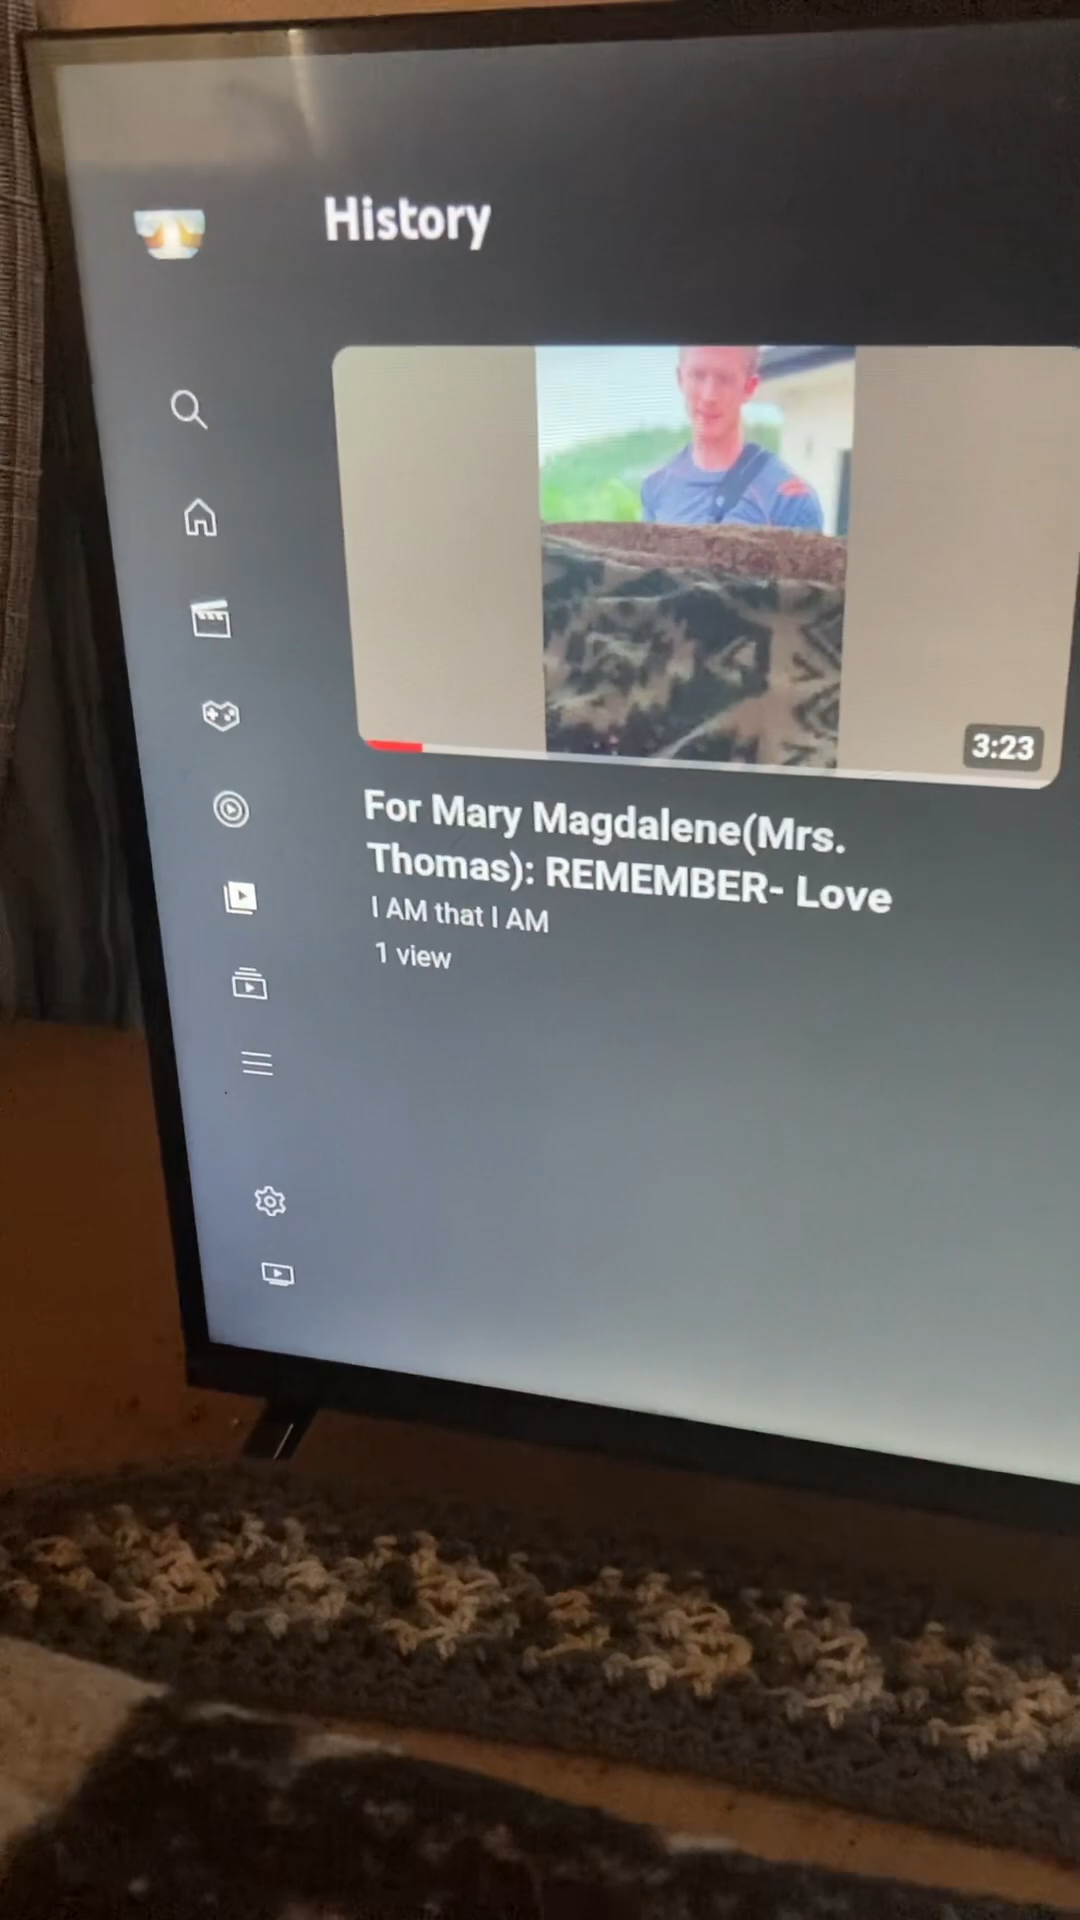 History
3:23
For Mary Magdalene(Mrs.
Thomas): REMEMBER- Love
I AM that I AM
1 view